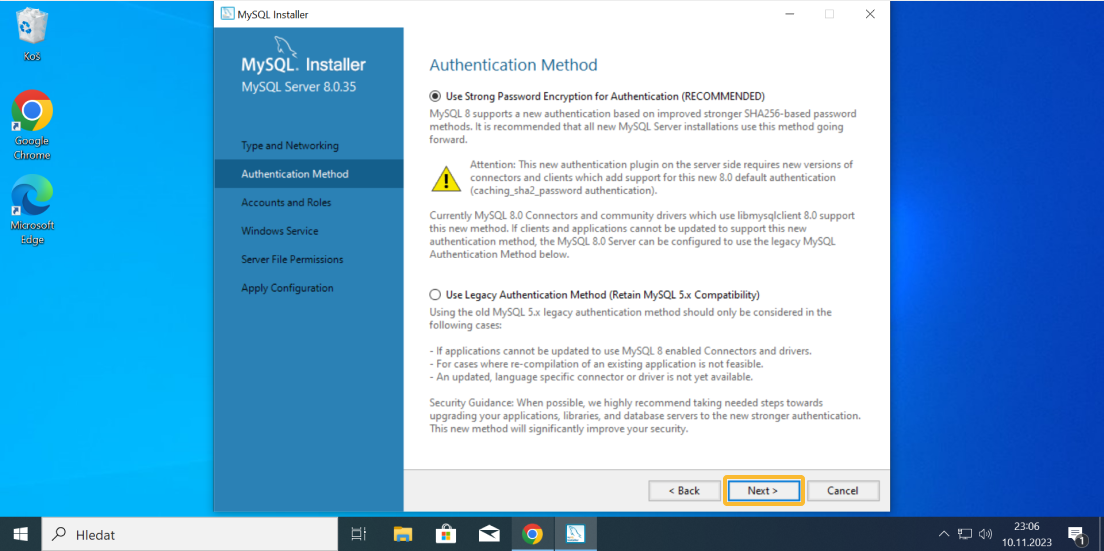 Koš
Google
Chrome
Microsoft
Edge
MySQL Installer
MySQL. Installer
MySQL Server 8.0.35
Type and Networking
Authentication Method
Accounts and Roles
Windows Service
Server File Permissions
Apply Configuration
Authentication Method
Use Strong Password Encryption for Authentication (RECOMMENDED)
MySQL 8 supports a new authentication based on improved stronger SHA256-based password
methods. It is recommended that all new MySQL Server installations use this method going
forward.
Attention: This new authentication plugin on the server side requires new versions of
connectors and clients which add support for this new 8.0 default authentication
(caching_sha2_password authentication).
Currently MySQL 8.0 Connectors and community drivers which use libmysqlclient 8.0 support
this new method. If clients and applications cannot be updated to support this new
authentication method, the MySQL 8.0 Server can be configured to use the legacy MySQL
Authentication Method below.
Use Legacy Authentication Method (Retain MySQL 5.x Compatibility)
Using the old MySQL 5.x legacy authentication method should only be considered in the
following cases:
- If applications cannot be updated to use MySQL 8 enabled Connectors and drivers.
- For cases where re-compilation of an existing application is not feasible.
- An updated, language specific connector or driver is not yet available.
Security Guidance: When possible, we highly recommend taking needed steps towards
upgrading your applications, libraries, and database servers to the new stronger authentication.
This new method will significantly improve your security.
< Back
Next >
Cancel
Hledat
23:06
10.11.2023
1